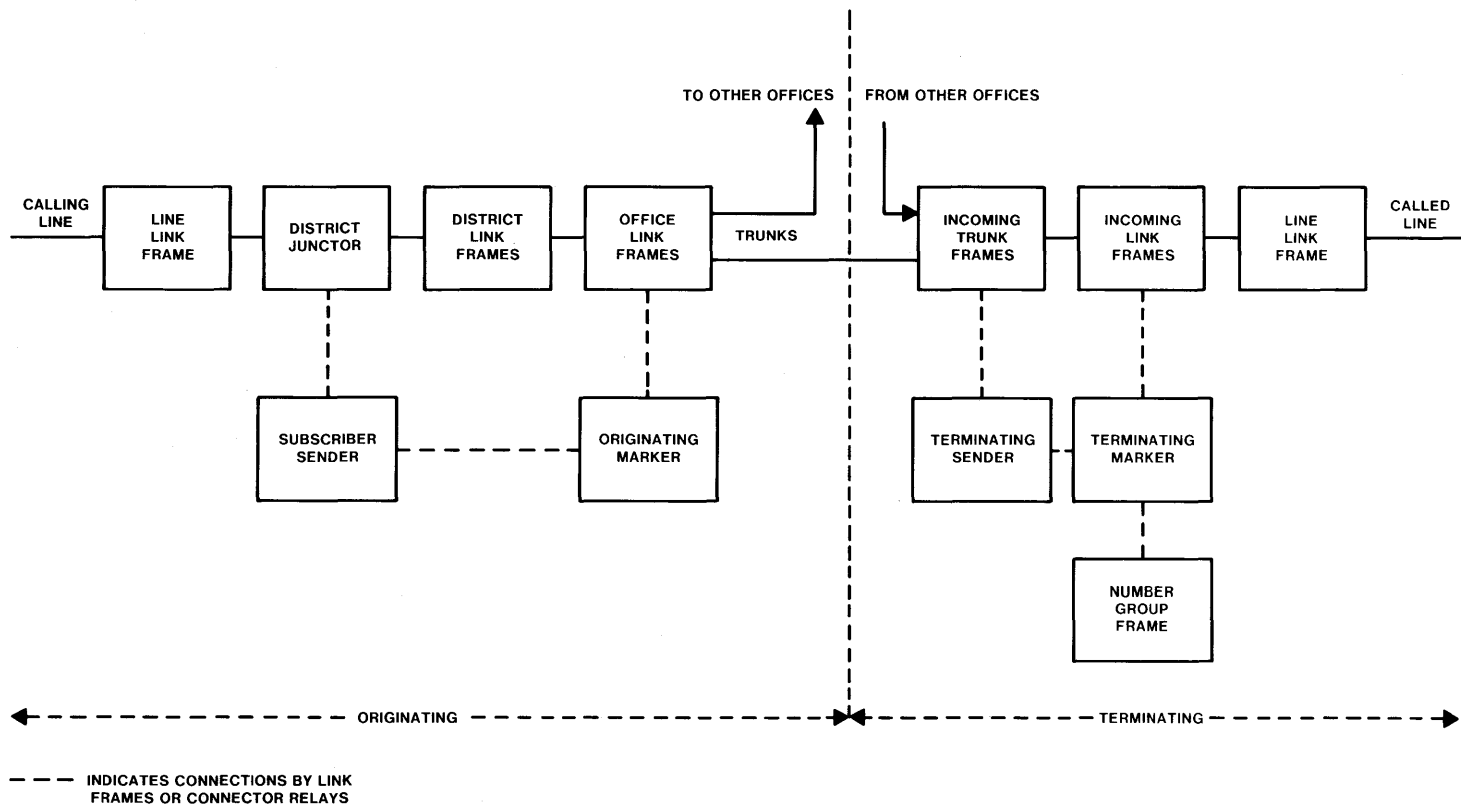 TO OTHER OFFICES
FROM OTHER OFFICES
CALLING
LINE
LINE
LINK
FRAME
DISTRICT
JUNCTOR
DISTRICT
LINK
FRAMES
OFFICE
LINK
FRAMES
TRUNKS
INCOMING
TRUNK
FRAMES
INCOMING
LINK
FRAMES
LINE
LINK
FRAME
CALLED
LINE
SUBSCRIBER
SENDER
ORIGINATING
MARKER
TERMINATING
SENDER
TERMINATING
MARKER
NUMBER
GROUP
FRAME
ORIGINATING
TERMINATING
INDICATES CONNECTIONS BY LINK
FRAMES OR CONNECTOR RELAYS